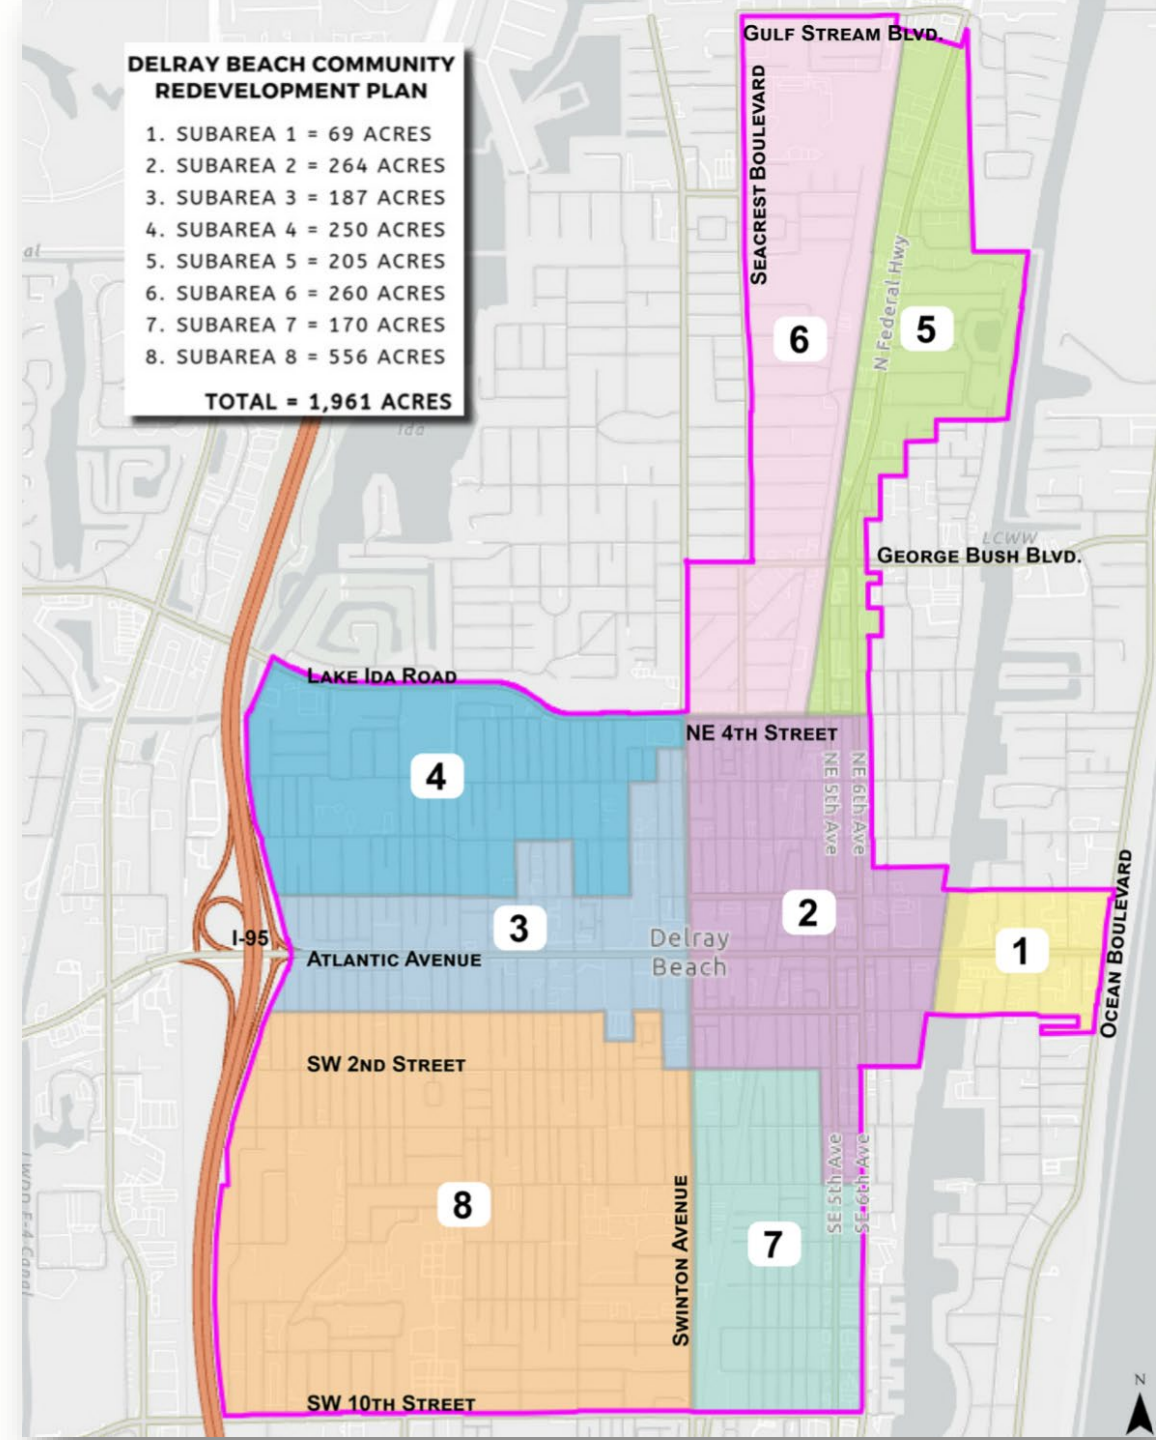 DELRAY BEACH COMMUNITY
REDEVELOPMENT PLAN
1. SUBAREA 1 = 69 ACRES
2. SUBAREA 2 = 264 ACRES
3. SUBAREA 3 = 187 ACRES
4. SUBAREA 4 = 250 ACRES
5. SUBAREA 5 = 205 ACRES
6. SUBAREA 6 = 260 ACRES
7. SUBAREA 7 = 170 ACRES
8. SUBAREA 8 = 556 ACRES
TOTAL = 1,961 ACRES
GULF STREAM BLVD.
SEACREST BOULEVARD
N Federal Hwy
6
5
al
Ida
LCWW
GEORGE BUSH BLVD.
LAKE IDA ROAD
NE 4TH STREET
4
NE 5th Ave
NE 6th Ave
3
2
1
I-95
ATLANTIC AVENUE
Delray
Beach
OCEAN BOULEVARD
SW 2ND STREET
SE 5th Ave
SE 6th Ave
LWDD E-4 Canal
8
7
SWINTON AVENUE
SW 10TH STREET
N